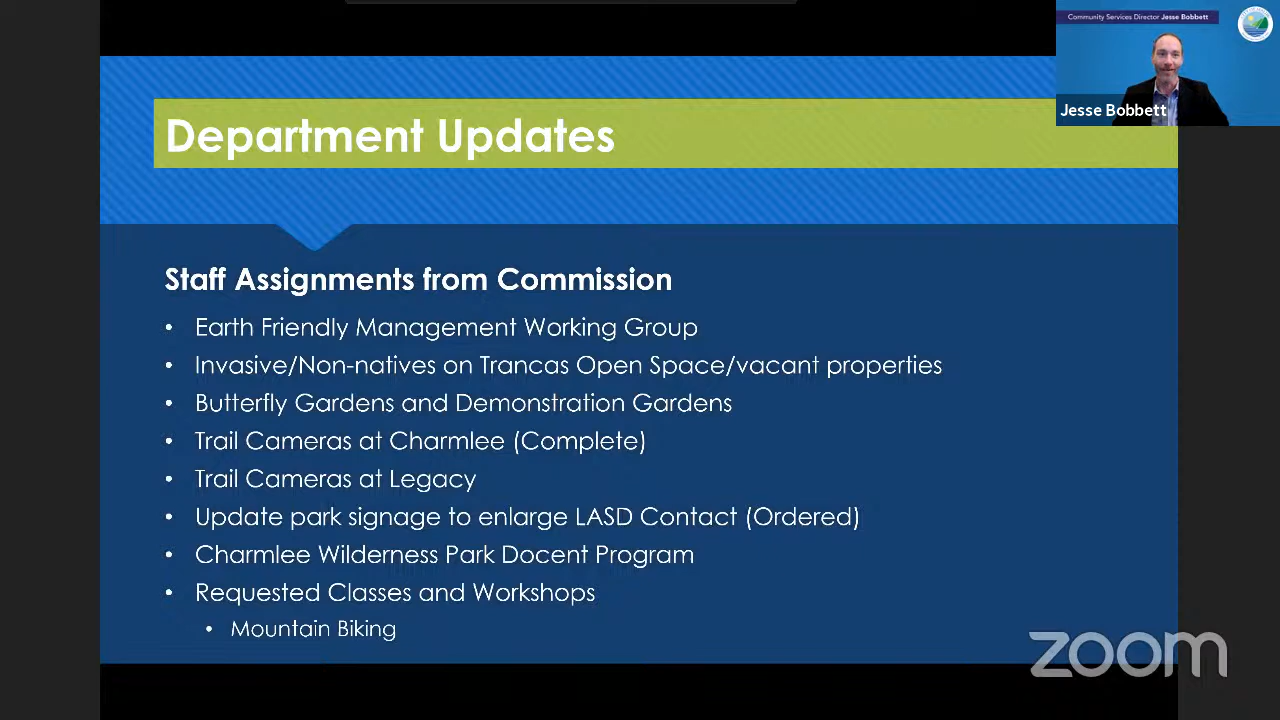 Community Services Director Jesse Bobbett
Jesse Bobbett
Department Updates
Staff Assignments from Commission
• Earth Friendly Management Working Group
• Invasive/Non-natives on Trancas Open Space/vacant properties
• Butterfly Gardens and Demonstration Gardens
• Trail Cameras at Charmlee (Complete)
• Trail Cameras at Legacy
• Update park signage to enlarge LASD Contact (Ordered)
• Charmlee Wilderness Park Docent Program
• Requested Classes and Workshops
• Mountain Biking
zoom